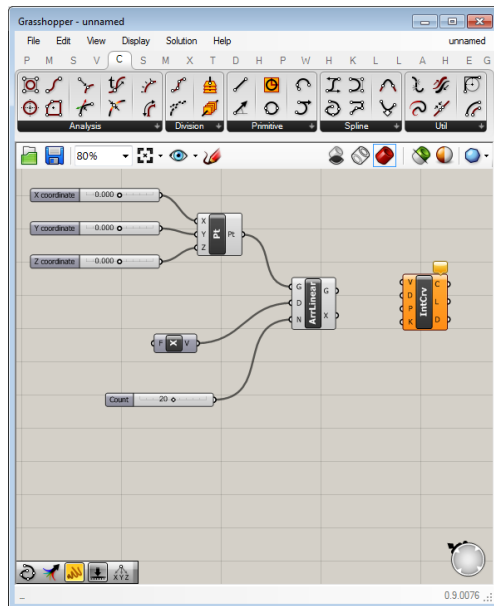 Grasshopper - unnamed
File Edit View Display Solution Help unnamed
P M S V C S M X T D H P W H K L L A H E G
Analysis Division Primitive Spline Util
80%
X coordinate 0.000
Y coordinate 0.000
Z coordinate 0.000
X Y Z Pt Pt
G D N ArrLinear G X
V D P K IntCrv C L D
F X V
Count 20
X Y Z
0.9.0076